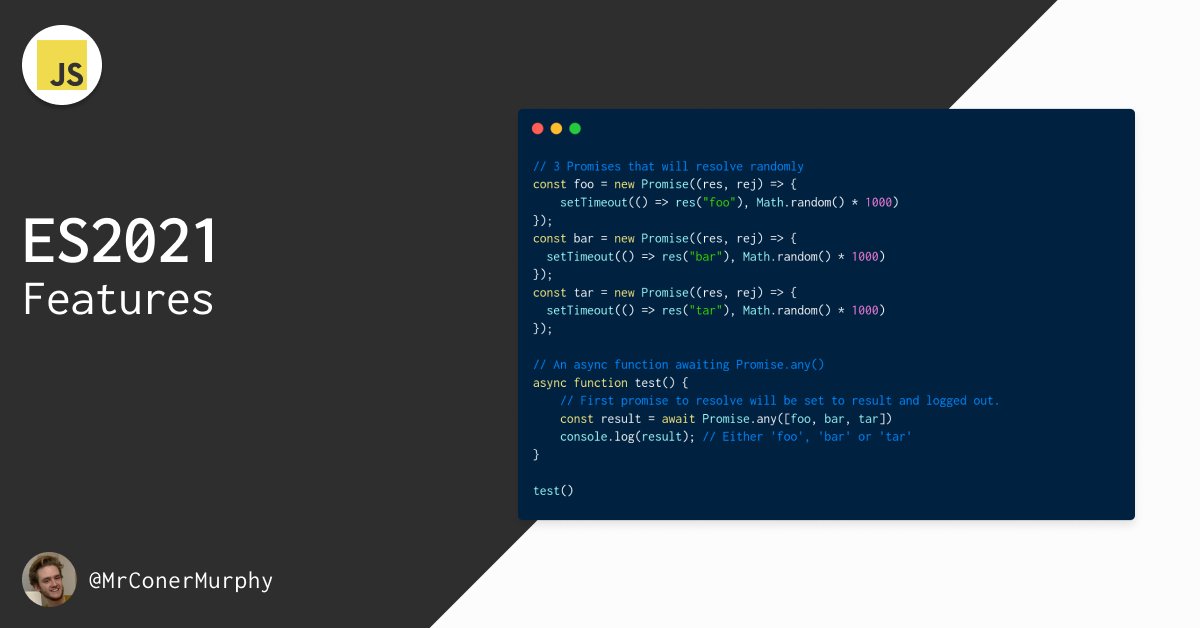 JS
ES2021
Features
// 3 Promises that will resolve randomly
const foo = new Promise((res, rej) => {
    setTimeout(() => res("foo"), Math.random() * 1000)
});
const bar = new Promise((res, rej) => {
  setTimeout(() => res("bar"), Math.random() * 1000)
});
const tar = new Promise((res, rej) => {
  setTimeout(() => res("tar"), Math.random() * 1000)
});
// An async function awaiting Promise.any()
async function test() {
    // First promise to resolve will be set to result and logged out.
    const result = await Promise.any([foo, bar, tar])
    console.log(result); // Either 'foo', 'bar' or 'tar'
}
test()
@MrConerMurphy